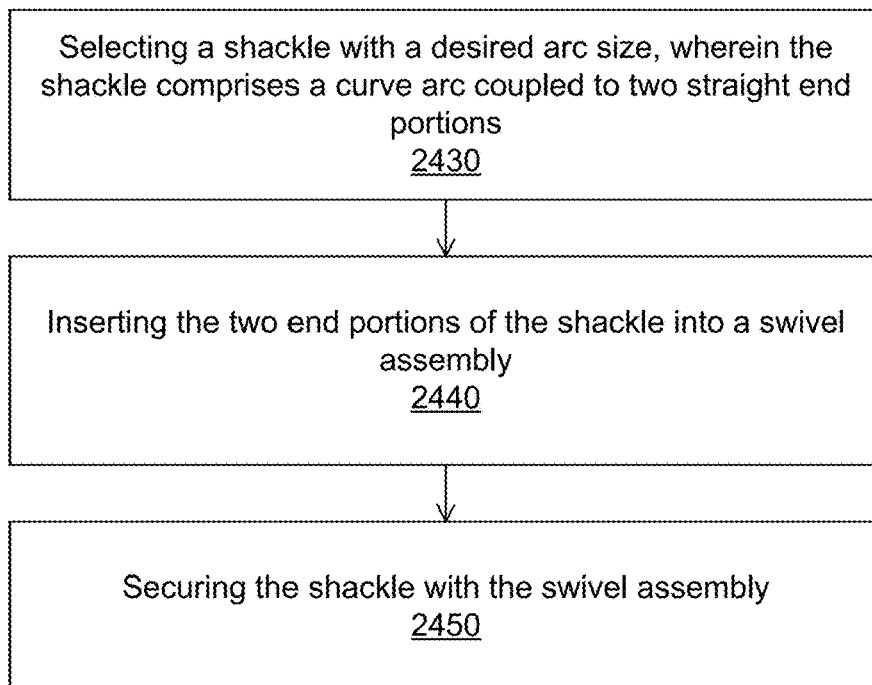 Selecting a shackle with a desired arc size, wherein the
shackle comprises a curve arc coupled to two straight end
portions
2430
Inserting the two end portions of the shackle into a swivel
assembly
2440
Securing the shackle with the swivel assembly
2450